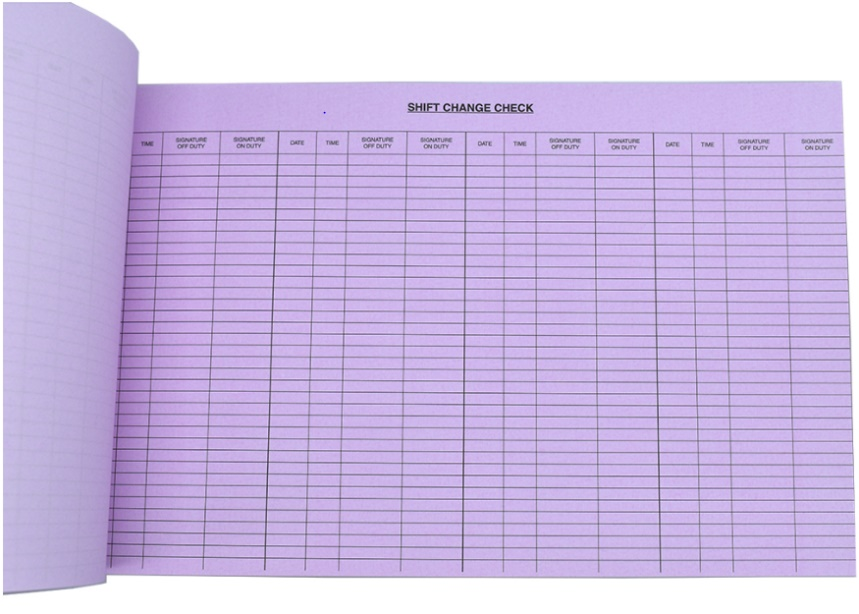 SHIFT CHANGE CHECK
TIME SIGNATURE OFF DUTY SIGNATURE ON DUTY DATE TIME SIGNATURE OFF DUTY SIGNATURE ON DUTY DATE TIME SIGNATURE OFF DUTY SIGNATURE ON DUTY DATE TIME SIGNATURE OFF DUTY SIGNATURE ON DUTY